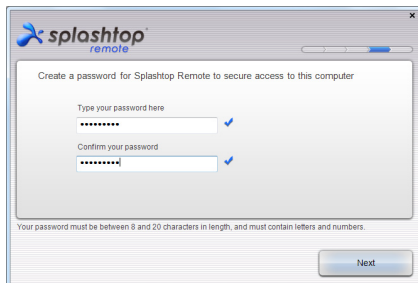 splashtop
remote
Create a password for Splashtop Remote to secure access to this computer
Type your password here
•••••••••
Confirm your password
•••••••••
Your password must be between 8 and 20 characters in length, and must contain letters and numbers.
Next